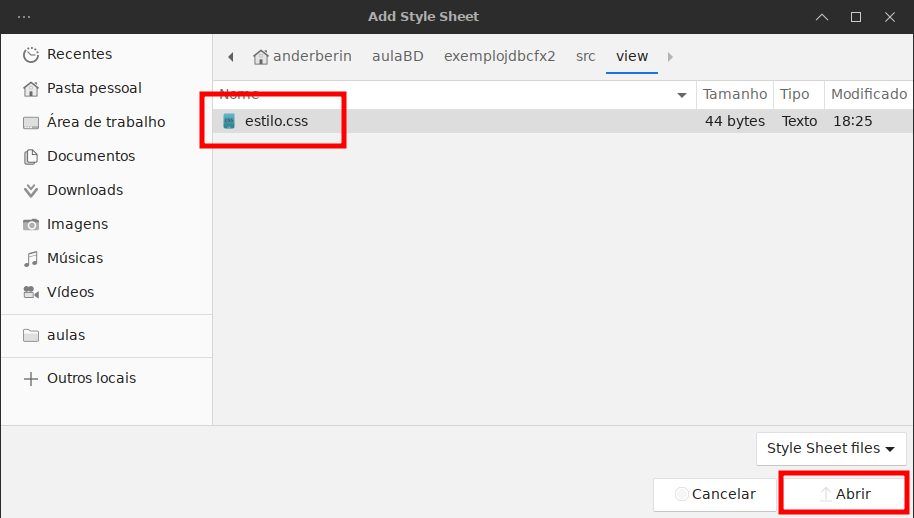 Add Style Sheet
Recentes
Pasta pessoal
Área de trabalho
Documentos
Downloads
Imagens
Músicas
Vídeos
aulas
Outros locais
anderberin aulaBD exemplojdbcfx2 src view
Nome Tamanho Tipo Modificado
estilo.css 44 bytes Texto 18:25
Style Sheet files
Cancelar Abrir